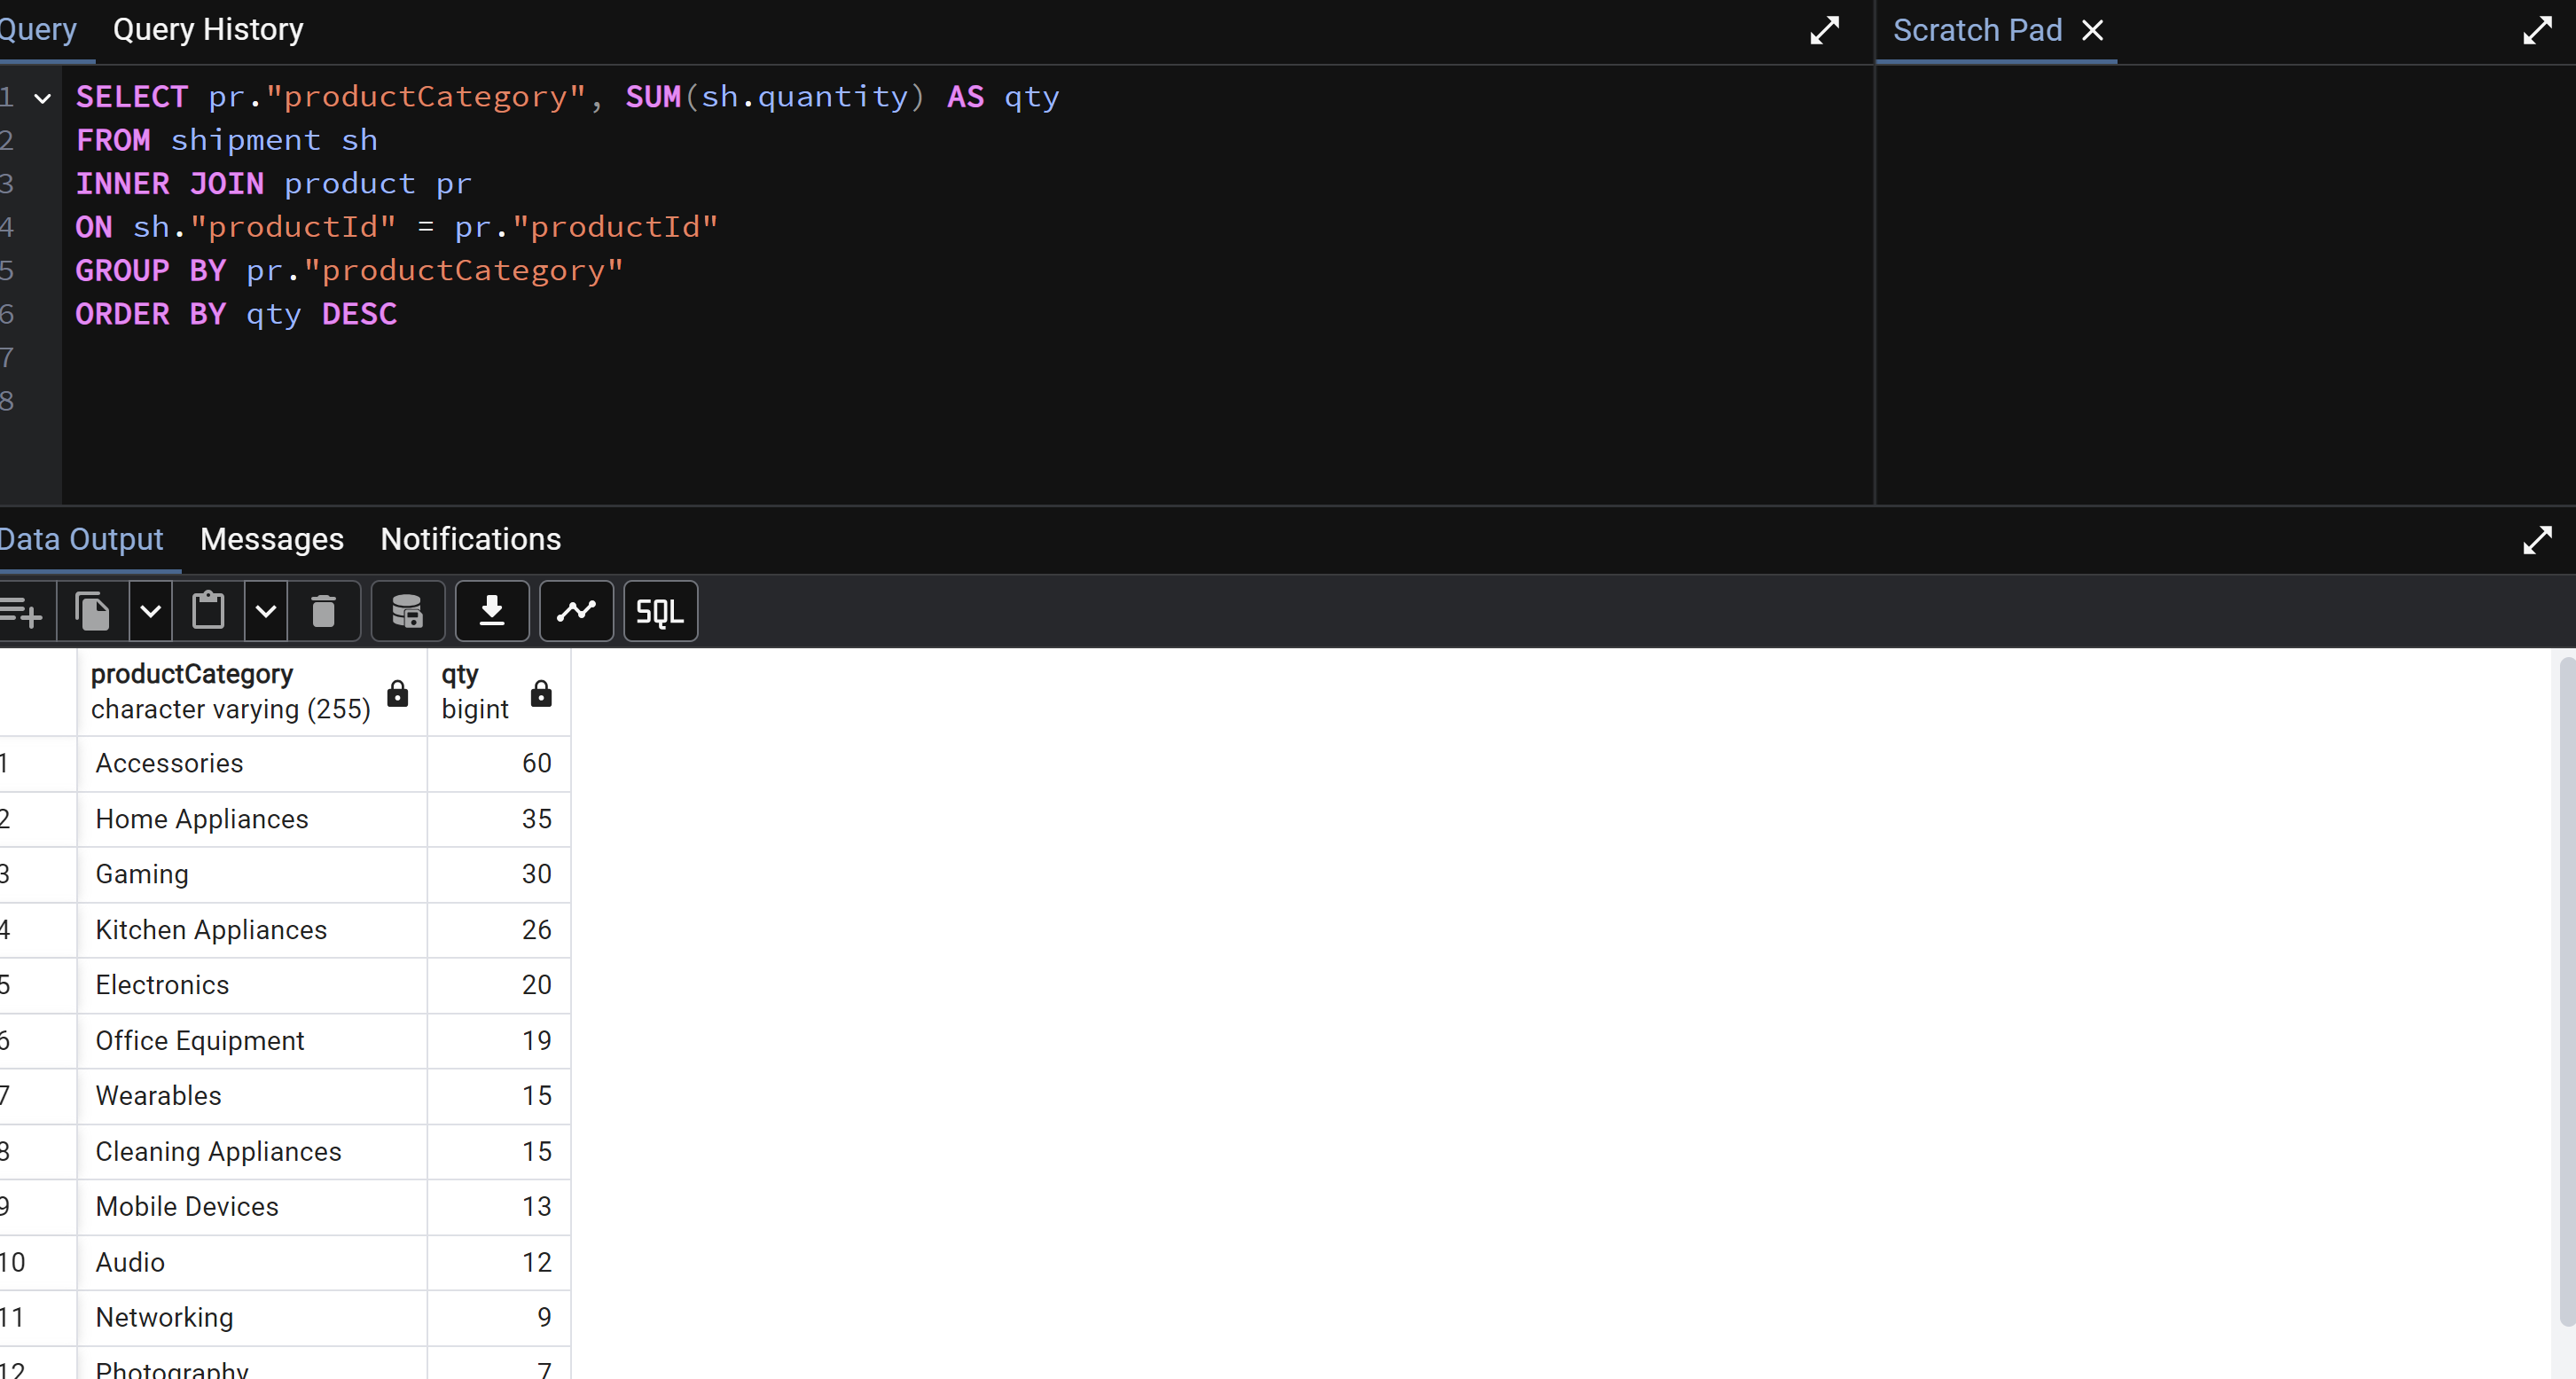 Query Query History
Scratch Pad
1 SELECT pr."productCategory", SUM(sh.quantity) AS qty
2 FROM shipment sh
3 INNER JOIN product pr
4 ON sh."productId" = pr."productId"
5 GROUP BY pr."productCategory"
6 ORDER BY qty DESC
7
8
Data Output Messages Notifications
SQL
productCategory qty
character varying (255) bigint
1 Accessories 60
2 Home Appliances 35
3 Gaming 30
4 Kitchen Appliances 26
5 Electronics 20
6 Office Equipment 19
7 Wearables 15
8 Cleaning Appliances 15
9 Mobile Devices 13
10 Audio 12
11 Networking 9
12 Photography 7